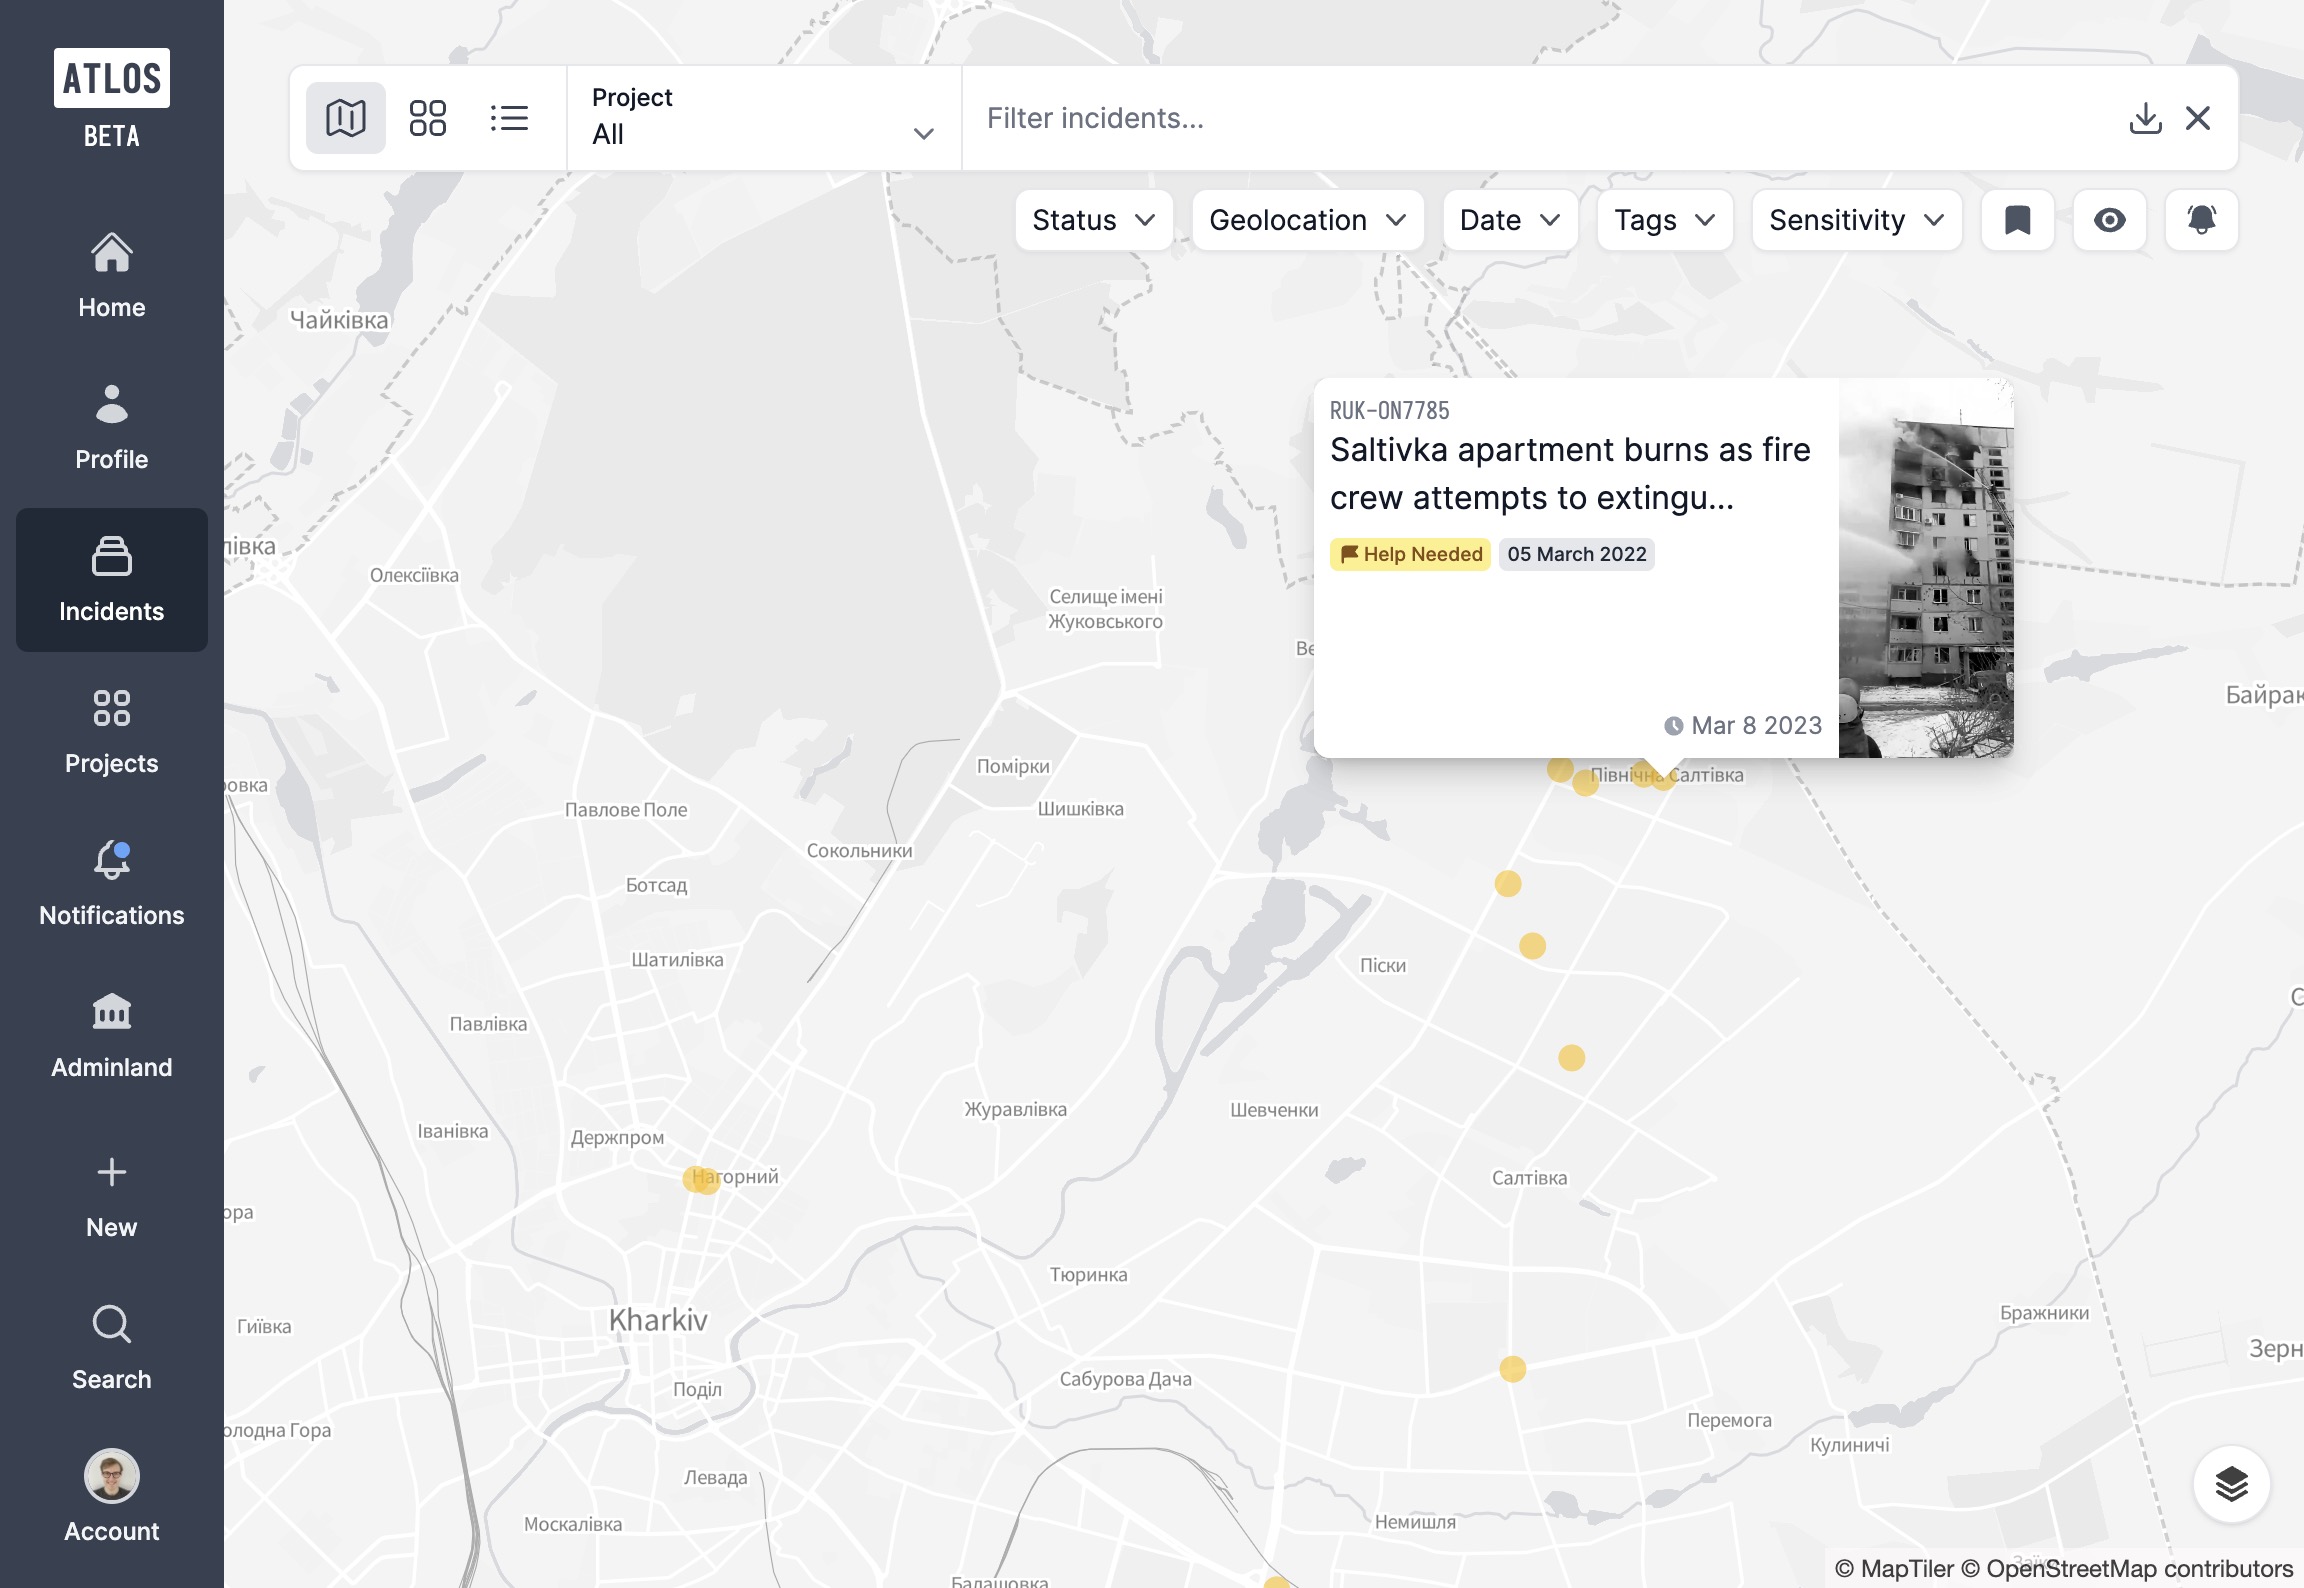 ATLOS
BETA
Home
Profile
Incidents
Projects
Notifications
Adminland
New
Search
Account
Project
All
Filter incidents...
Status
Geolocation
Date
Tags
Sensitivity
RUK-ON7785
Saltivka apartment burns as fire
crew attempts to extingu...
Help Needed
05 March 2022
Mar 8 2023
Чайківка
лівка
Олексіївка
Селище імені
Жуковського
Ве
Байрак
Помірки
Північна Салтівка
овка
Павлове Поле
Шишківка
Сокольники
Ботсад
Шатилівка
Піски
Павлівка
Журавлівка
Шевченки
Іванівка
Держпром
Нагорний
Салтівка
ора
Тюринка
Kharkiv
Гиївка
Бражники
Зерн
Поділ
Сабурова Дача
Перемога
олодна Гора
Кулиничі
Левада
Москалівка
Немишля
Балашовка
© MapTiler © OpenStreetMap contributors